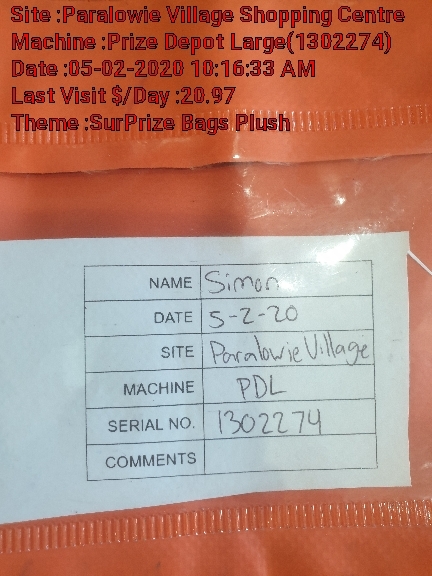 Site :Paralowie Village Shopping Centre
Machine :Prize Depot Large(1302274)
Date :05-02-2020 10:16:33 AM
Last Visit $/Day :20.97
Theme :SurPrize Bags Plush
NAME Simon
DATE 5-2-20
SITE Paralowie Village
MACHINE PDL
SERIAL NO. 1302274
COMMENTS